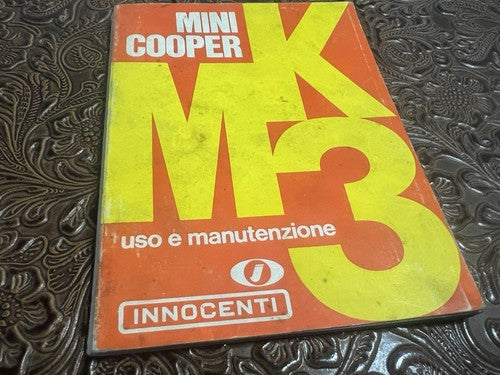 MINI
COOPER
MK3
uso e manutenzione
INNOCENTI